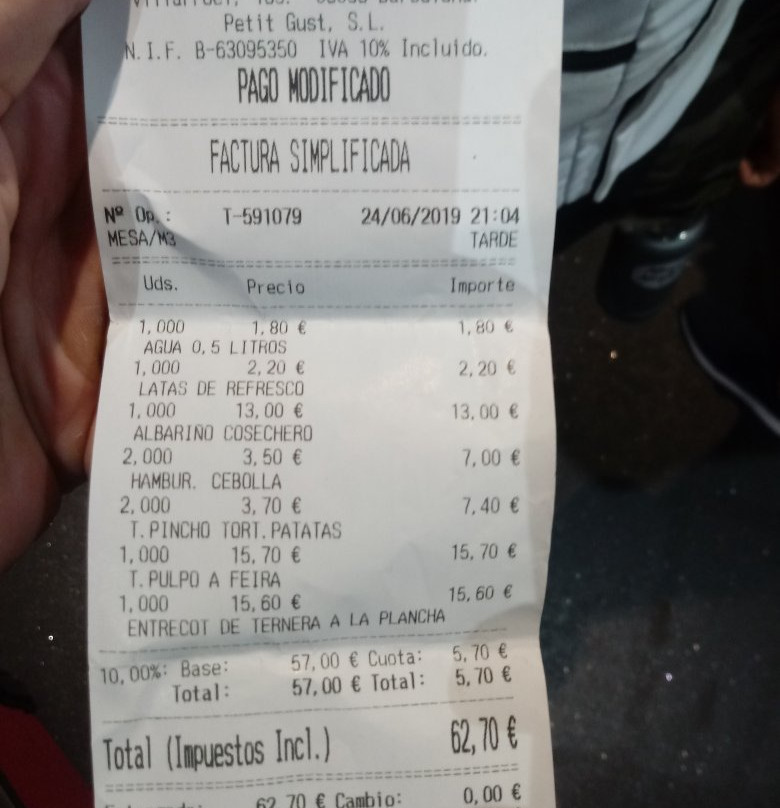 Petit Gust, S.L.
N.I.F. B-63095350 IVA 10% Incluido.
PAGO MODIFICADO
FACTURA SIMPLIFICADA
Nº Op.: T-591079 24/06/2019 21:04
MESA/M3 TARDE
Uds. Precio Importe
1,000 1,80 € 1,80 €
AGUA 0,5 LITROS
1,000 2,20 € 2,20 €
LATAS DE REFRESCO
1,000 13,00 € 13,00 €
ALBARIÑO COSECHERO
2,000 3,50 € 7,00 €
HAMBUR. CEBOLLA
2,000 3,70 € 7,40 €
T.PINCHO TORT.PATATAS
1,000 15,70 € 15,70 €
T.PULPO A FEIRA
1,000 15,60 € 15,60 €
ENTRECOT DE TERNERA A LA PLANCHA
10,00%: Base: 57,00 € Cuota: 5,70 €
Total: 57,00 € Total: 5,70 €
Total (Impuestos Incl.) 62,70 €
62,70 € Cambio: 0,00 €